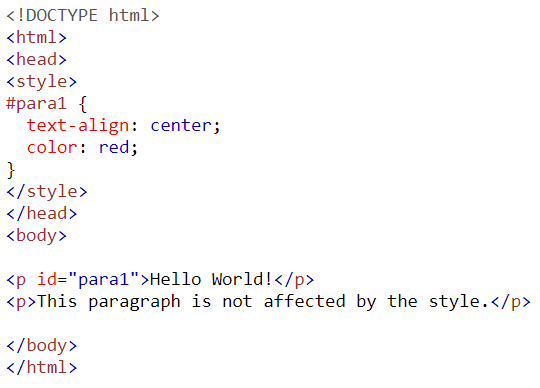 <!DOCTYPE html>
<html>
<head>
<style>
#para1 {
  text-align: center;
  color: red;
}
</style>
</head>
<body>

<p id="para1">Hello World!</p>
<p>This paragraph is not affected by the style.</p>

</body>
</html>